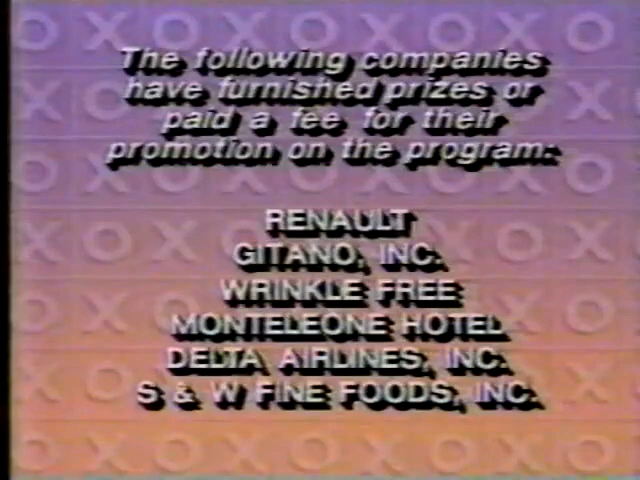 The following companies
have furnished prizes or
paid a fee for their
promotion on the program:
RENAULT
GITANO, INC.
WRINKLE FREE
MONTELEONE HOTEL
DELTA AIRLINES, INC.
S & W FINE FOODS, INC.